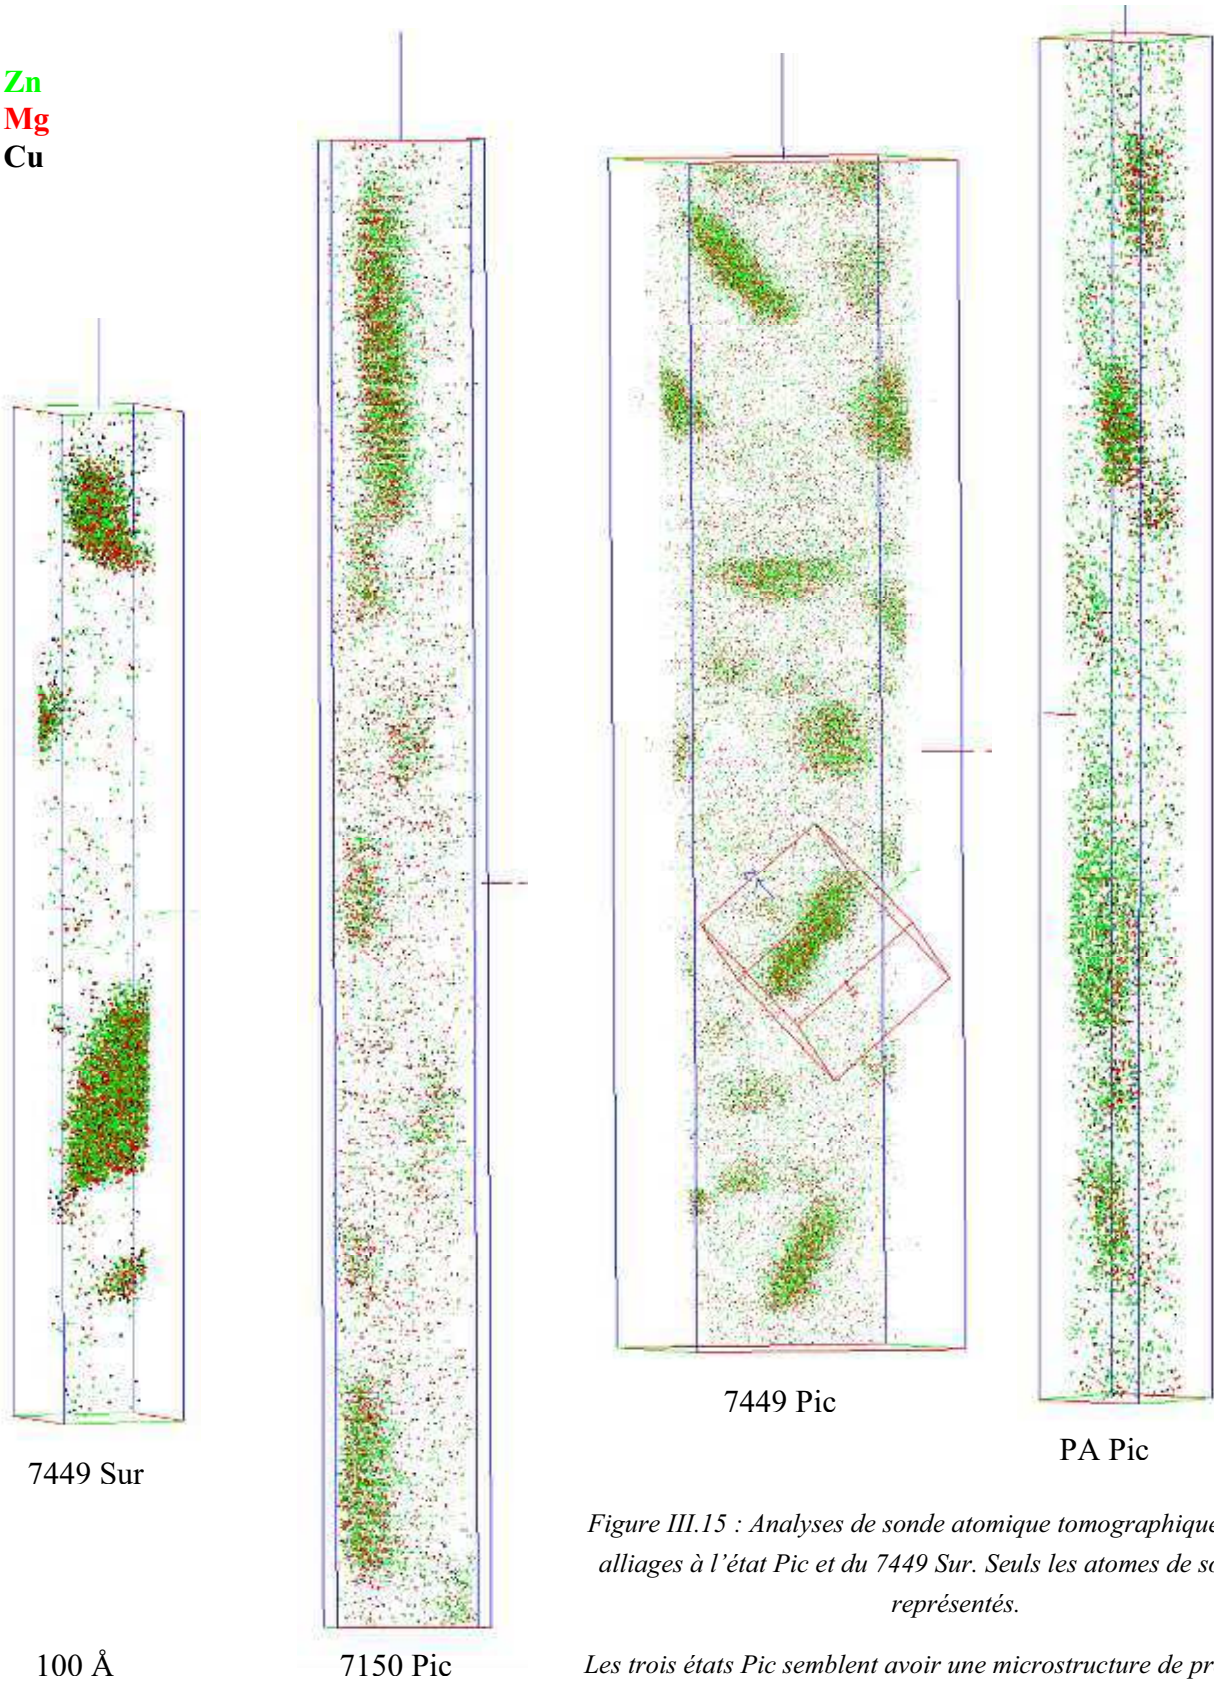 Zn
Mg
Cu
7449 Sur
7150 Pic
7449 Pic
PA Pic
100 Å
Figure III.15 : Analyses de sonde atomique tomographique
alliages à l'état Pic et du 7449 Sur. Seuls les atomes de
représentés.
Les trois états Pic semblent avoir une microstructure de